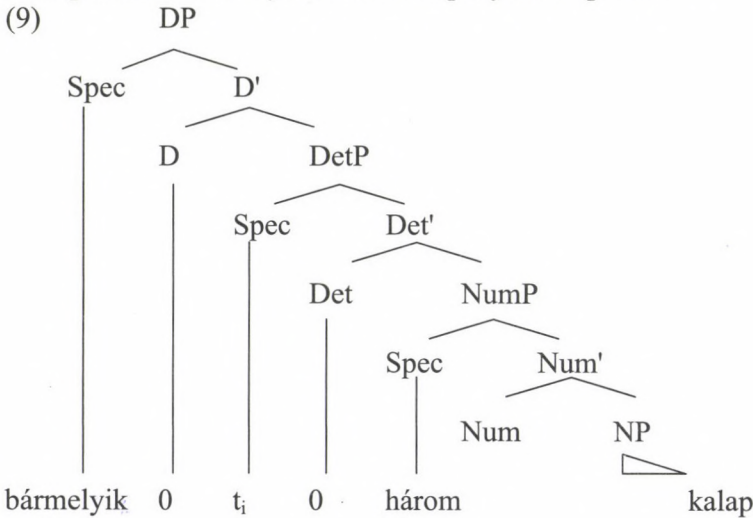 (9) DP
Spec D'
D DetP
Spec Det'
Det NumP
Spec Num'
Num NP
bármelyik 0 ti 0 három kalap